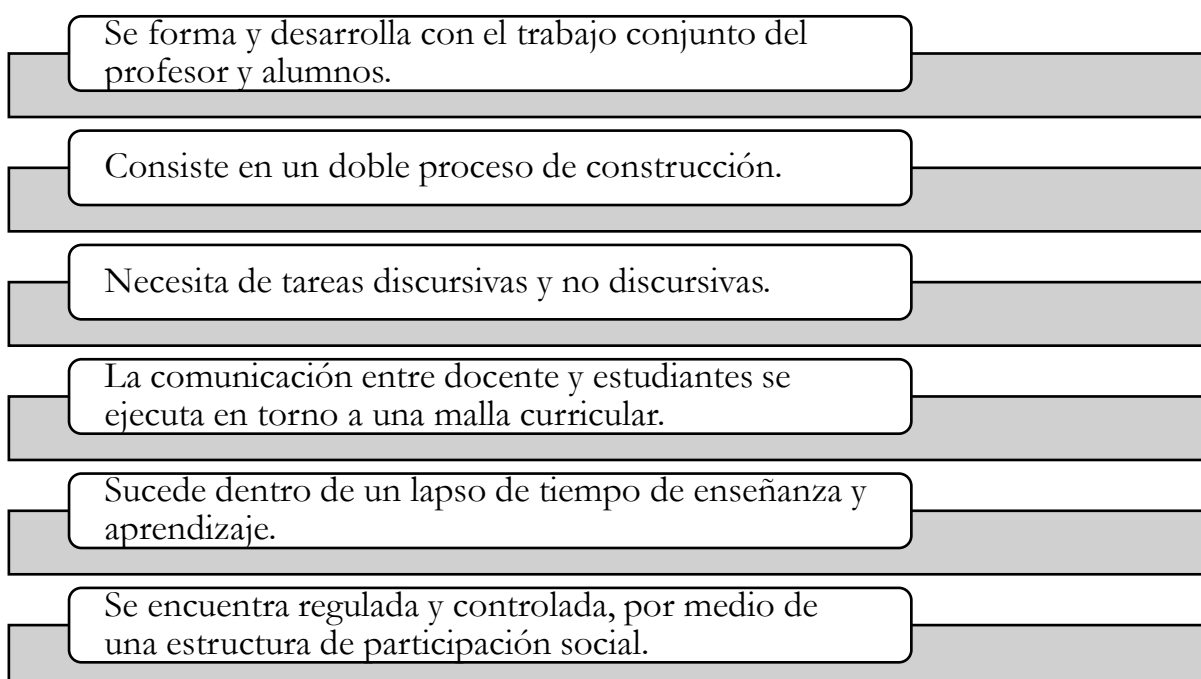 Se forma y desarrolla con el trabajo conjunto del
profesor y alumnos.
Consiste en un doble proceso de construcción.
Necesita de tareas discursivas y no discursivas.
La comunicación entre docente y estudiantes se
ejecuta en torno a una malla curricular.
Sucede dentro de un lapso de tiempo de enseñanza y
aprendizaje.
Se encuentra regulada y controlada, por medio de
una estructura de participación social.